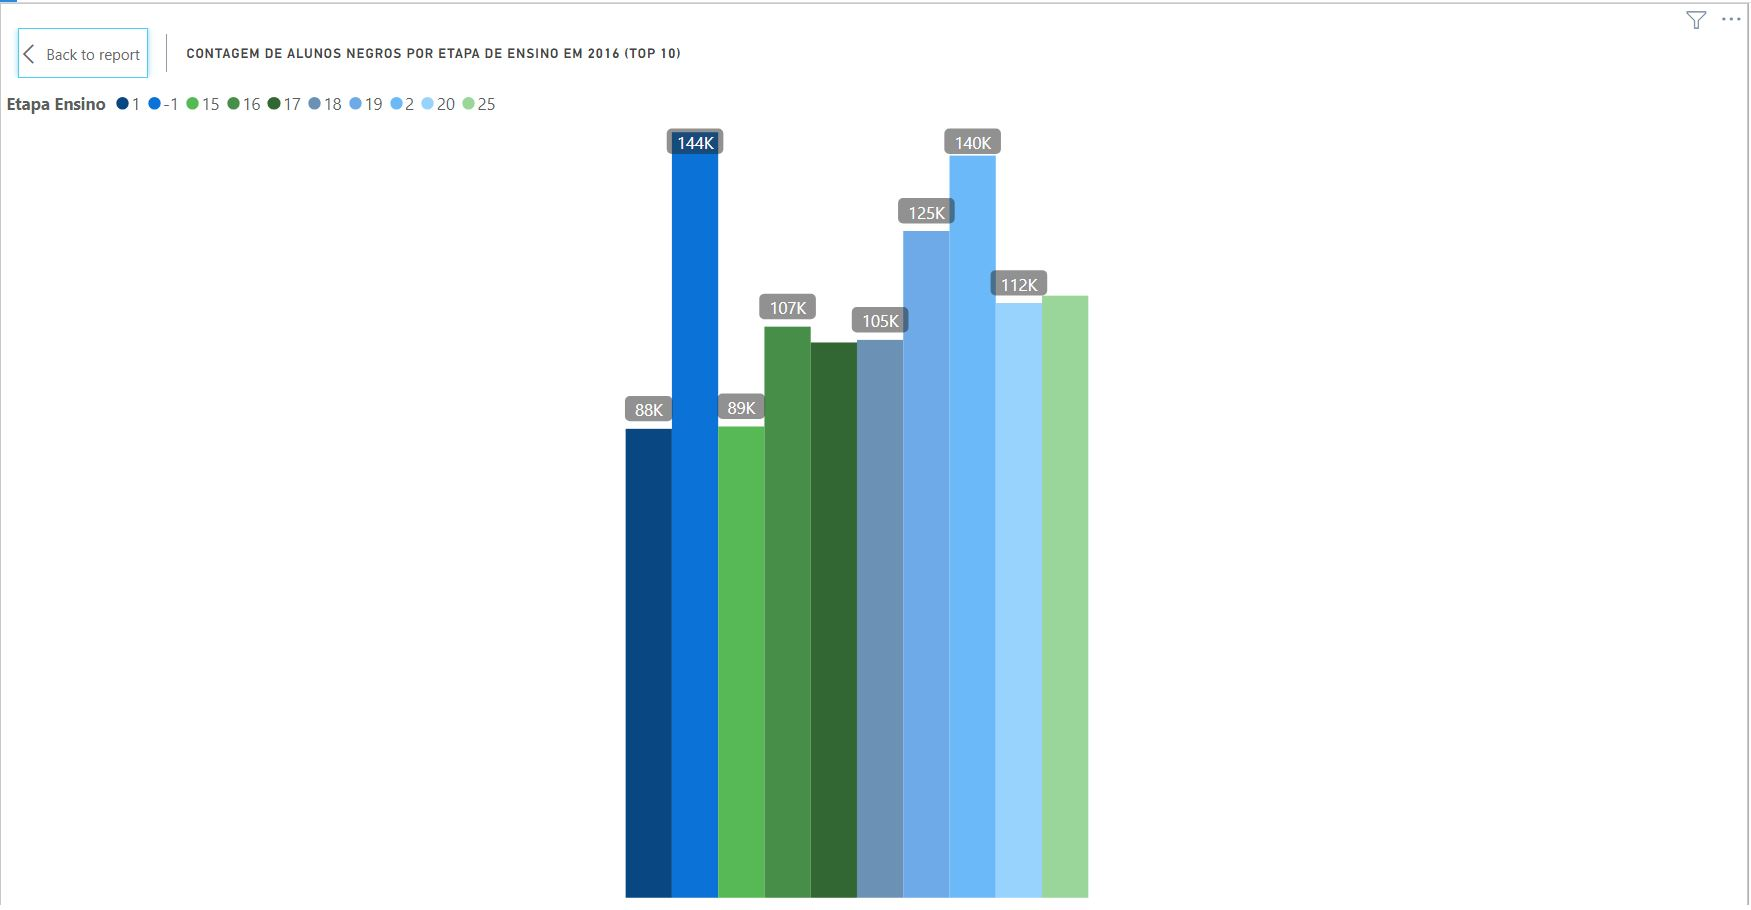 Back to report
CONTAGEM DE ALUNOS NEGROS POR ETAPA DE ENSINO EM 2016 (TOP 10)
Etapa Ensino 1 -1 15 16 17 18 19 2 20 25
144K
140K
125K
112K
107K
105K
88K
89K